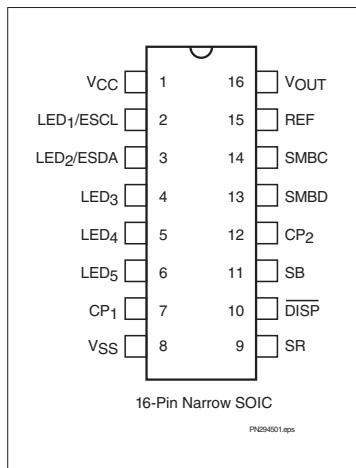 VCC 1 16 VOUT
LED1/ESCL 2 15 REF
LED2/ESDA 3 14 SMBC
LED3 4 13 SMBD
LED4 5 12 CP2
LED5 6 11 SB
CP1 7 10 DISP
VSS 8 9 SR
16-Pin Narrow SOIC
PN294501.eps